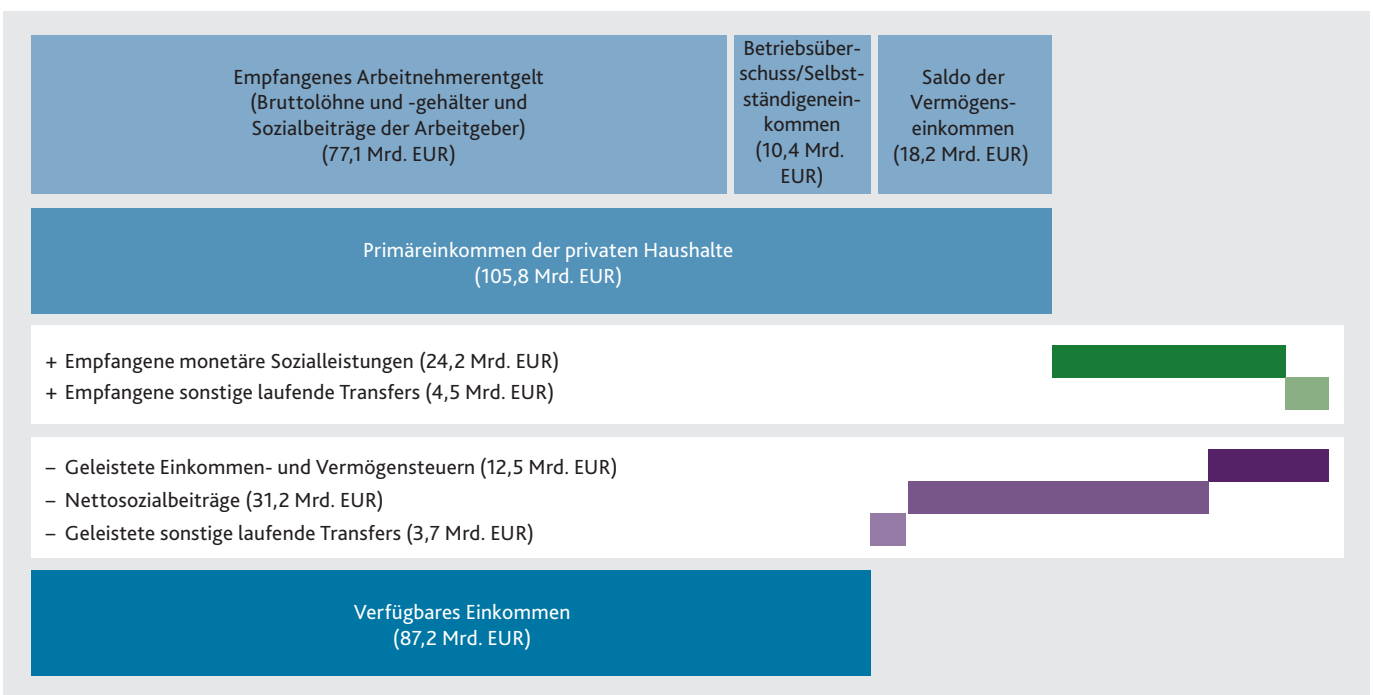 Empfangenes Arbeitnehmerentgelt
(Bruttolöhne und -gehälter und
Sozialbeiträge der Arbeitgeber)
(77,1 Mrd. EUR)
Betriebsüber-
schuss/Selbst-
ständigenein-
kommen
(10,4 Mrd.
EUR)
Saldo der
Vermögens-
einkommen
(18,2 Mrd. EUR)
Primäreinkommen der privaten Haushalte
(105,8 Mrd. EUR)
+ Empfangene monetäre Sozialleistungen (24,2 Mrd. EUR)
+ Empfangene sonstige laufende Transfers (4,5 Mrd. EUR)
– Geleistete Einkommen- und Vermögensteuern (12,5 Mrd. EUR)
– Nettosozialbeiträge (31,2 Mrd. EUR)
– Geleistete sonstige laufende Transfers (3,7 Mrd. EUR)
Verfügbares Einkommen
(87,2 Mrd. EUR)